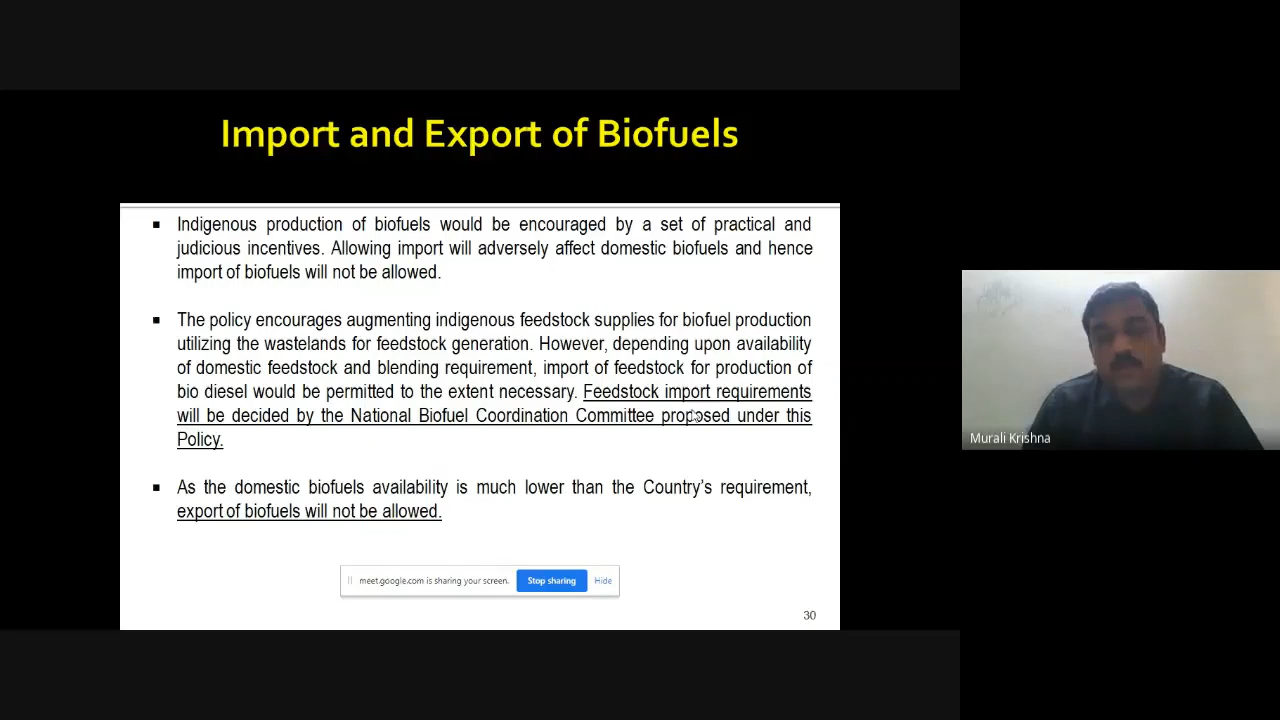 Import and Export of Biofuels
Indigenous production of biofuels would be encouraged by a set of practical and
judicious incentives. Allowing import will adversely affect domestic biofuels and hence
import of biofuels will not be allowed.
The policy encourages augmenting indigenous feedstock supplies for biofuel production
utilizing the wastelands for feedstock generation. However, depending upon availability
of domestic feedstock and blending requirement, import of feedstock for production of
bio diesel would be permitted to the extent necessary. Feedstock import requirements
will be decided by the National Biofuel Coordination Committee proposed under this
Policy.
As the domestic biofuels availability is much lower than the Country's requirement,
export of biofuels will not be allowed.
meet.google.com is sharing your screen. Stop sharing Hide
30
Murali Krishna